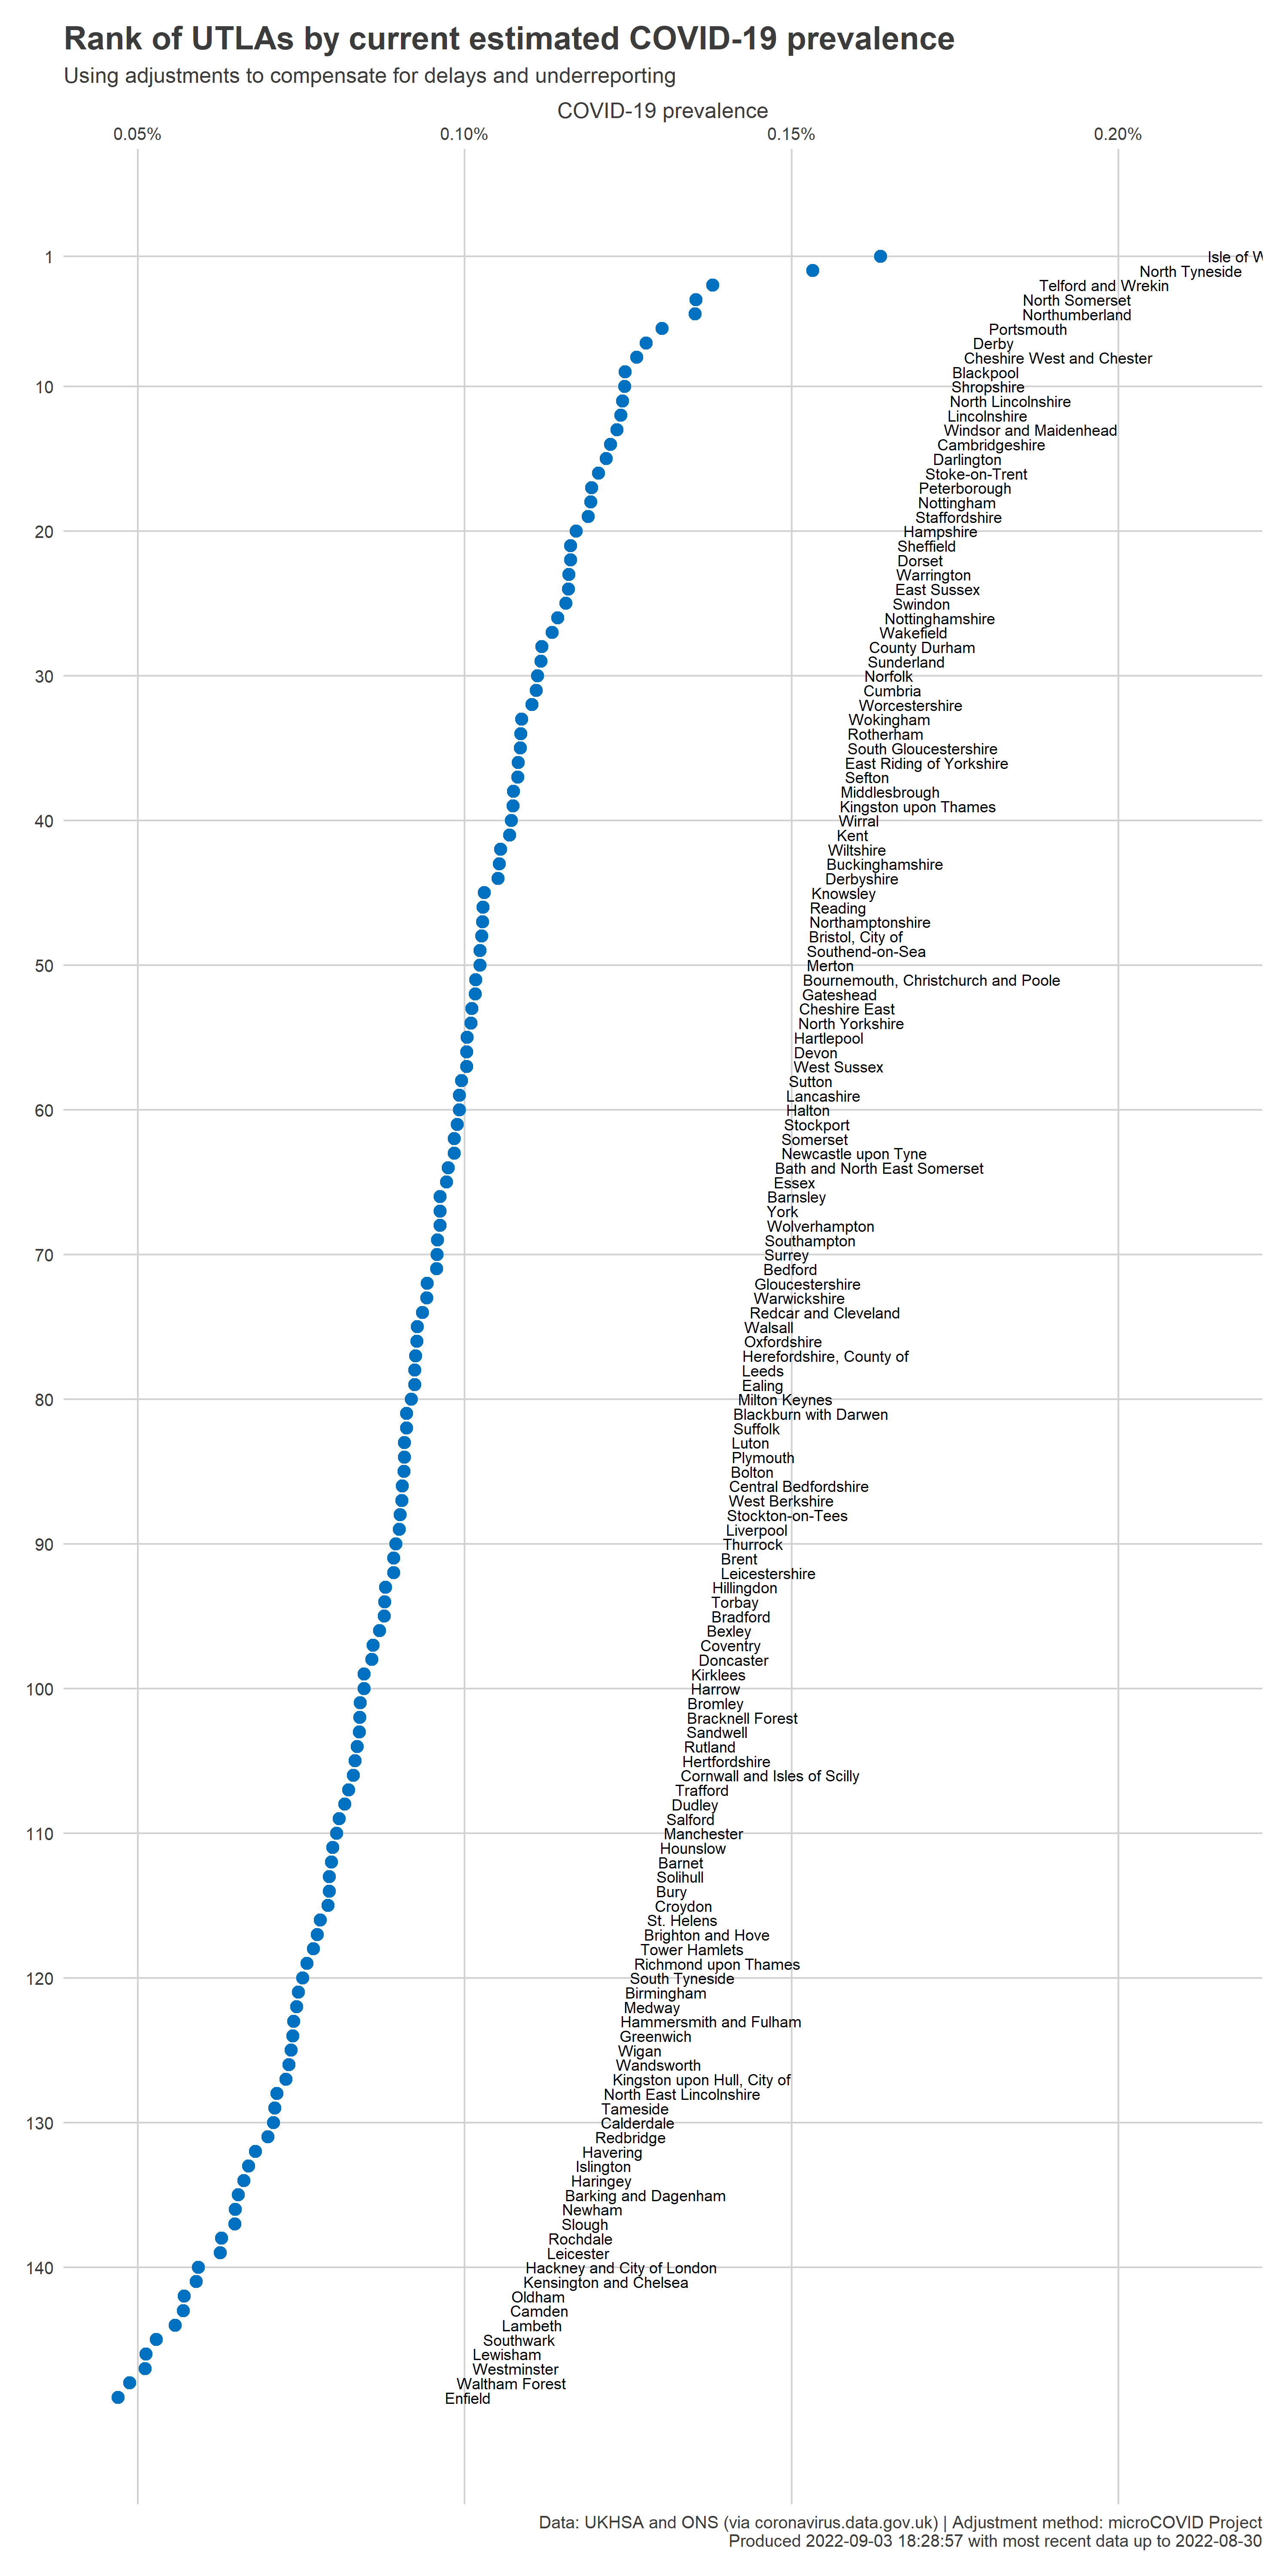 Rank of UTLAs by current estimated COVID-19 prevalence
Using adjustments to compensate for delays and underreporting
COVID-19 prevalence
0.05% 0.10% 0.15% 0.20%
1 Isle of W
North Tyneside
Telford and Wrekin
North Somerset
Northumberland
Portsmouth
Derby
Cheshire West and Chester
Blackpool
10 Shropshire
North Lincolnshire
Lincolnshire
Windsor and Maidenhead
Cambridgeshire
Darlington
Stoke-on-Trent
Peterborough
Nottingham
Staffordshire
20 Hampshire
Sheffield
Dorset
Warrington
East Sussex
Swindon
Nottinghamshire
Wakefield
County Durham
Sunderland
30 Norfolk
Cumbria
Worcestershire
Wokingham
Rotherham
South Gloucestershire
East Riding of Yorkshire
Sefton
Middlesbrough
Kingston upon Thames
40 Wirral
Kent
Wiltshire
Buckinghamshire
Derbyshire
Knowsley
Reading
Northamptonshire
Bristol, City of
Southend-on-Sea
50 Merton
Bournemouth, Christchurch and Poole
Gateshead
Cheshire East
North Yorkshire
Hartlepool
Devon
West Sussex
Sutton
Lancashire
60 Halton
Stockport
Somerset
Newcastle upon Tyne
Bath and North East Somerset
Essex
Barnsley
York
Wolverhampton
Southampton
70 Surrey
Bedford
Gloucestershire
Warwickshire
Redcar and Cleveland
Walsall
Oxfordshire
Herefordshire, County of
Leeds
Ealing
80 Milton Keynes
Blackburn with Darwen
Suffolk
Luton
Plymouth
Bolton
Central Bedfordshire
West Berkshire
Stockton-on-Tees
Liverpool
90 Thurrock
Brent
Leicestershire
Hillingdon
Torbay
Bradford
Bexley
Coventry
Doncaster
Kirklees
100 Harrow
Bromley
Bracknell Forest
Sandwell
Rutland
Hertfordshire
Cornwall and Isles of Scilly
Trafford
Dudley
Salford
110 Manchester
Hounslow
Barnet
Solihull
Bury
Croydon
St. Helens
Brighton and Hove
Tower Hamlets
Richmond upon Thames
120 South Tyneside
Birmingham
Medway
Hammersmith and Fulham
Greenwich
Wigan
Wandsworth
Kingston upon Hull, City of
North East Lincolnshire
Tameside
130 Calderdale
Redbridge
Havering
Islington
Haringey
Barking and Dagenham
Newham
Slough
Rochdale
Leicester
140 Hackney and City of London
Kensington and Chelsea
Oldham
Camden
Lambeth
Southwark
Lewisham
Westminster
Waltham Forest
Enfield
Data: UKHSA and ONS (via coronavirus.data.gov.uk) | Adjustment method: microCOVID Project
Produced 2022-09-03 18:28:57 with most recent data up to 2022-08-30